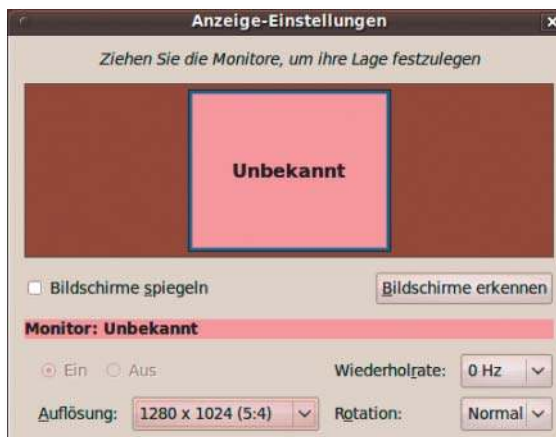 Anzeige-Einstellungen
Ziehen Sie die Monitore, um ihre Lage festzulegen
Unbekannt
Bildschirme spiegeln
Bildschirme erkennen
Monitor: Unbekannt
Ein Aus Wiederholrate: 0 Hz
Auflösung: 1280 x 1024 (5:4) Rotation: Normal